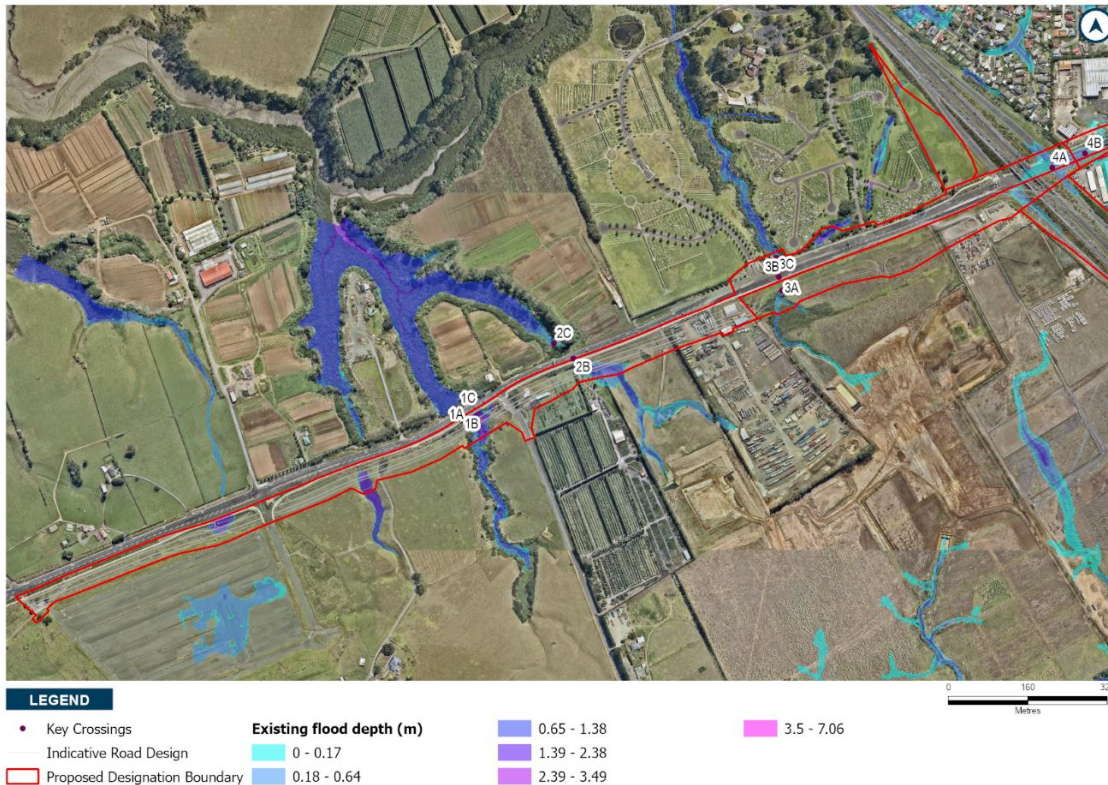 4A
4B
3B
3C
3A
2C
2B
1C
1A
1B
LEGEND
Key Crossings
Indicative Road Design
Proposed Designation Boundary
Existing flood depth (m)
0 - 0.17
0.18 - 0.64
0.65 - 1.38
1.39 - 2.38
2.39 - 3.49
3.5 - 7.06
0 160
Metres